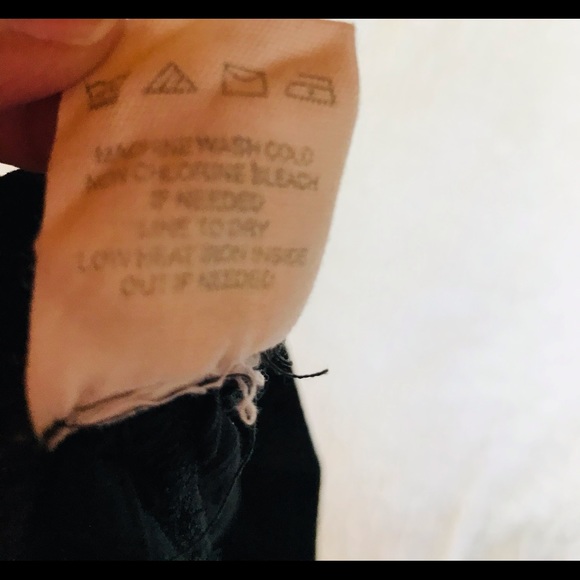 MACHINE WASH COLD
NON CHLORINE BLEACH
IF NEEDED
LINE TO DRY
LOW HEAT IRON INSIDE
OUT IF NEEDED